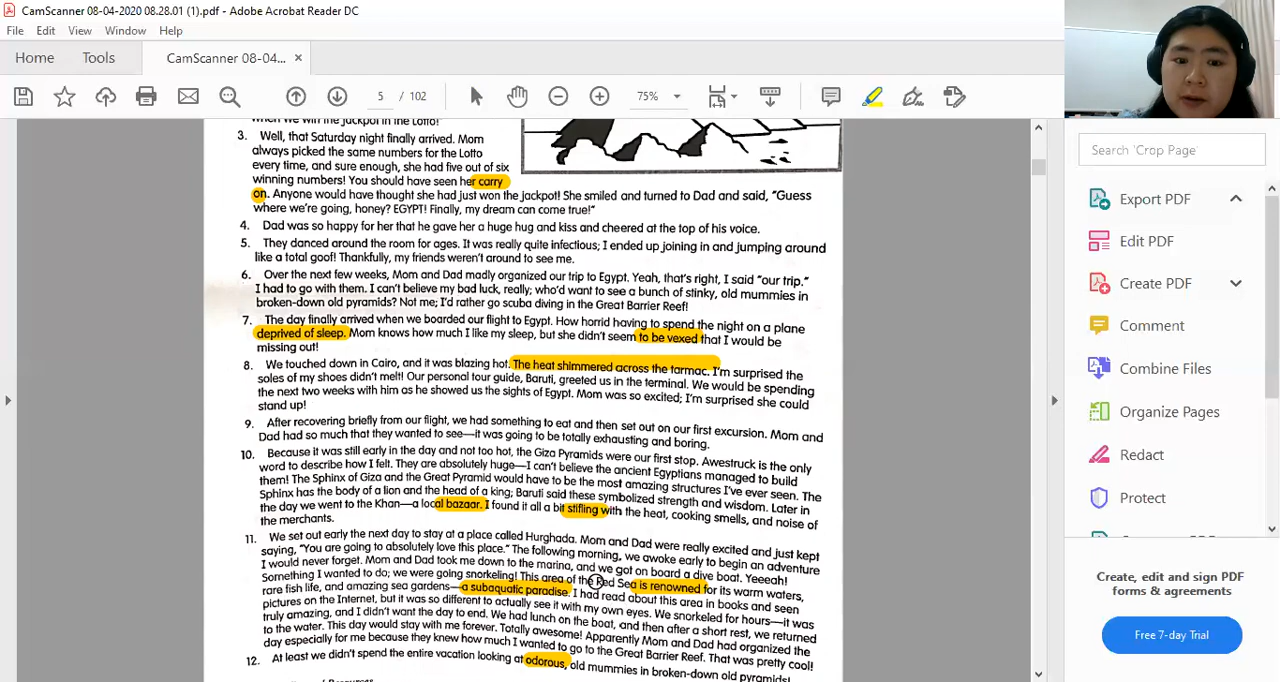 CamScanner 08-04-2020 08.28.01 (1).pdf - Adobe Acrobat Reader DC
File Edit View Window Help
Home Tools CamScanner 08-04... ×
5 / 102 75%
when we win the jackpot in the Lotto!
3. Well, that Saturday night finally arrived. Mom
always picked the same numbers for the Lotto
every time, and sure enough, she had five out of six
winning numbers! You should have seen her carry
on. Anyone would have thought she had just won the jackpot! She smiled and turned to Dad and said, "Guess
where we're going, honey? EGYPT! Finally, my dream can come true!"
4. Dad was so happy for her that he gave her a huge hug and kiss and cheered at the top of his voice.
5. They danced around the room for ages. It was really quite infectious; I ended up joining in and jumping around
like a total goof! Thankfully, my friends weren't around to see me.
6. Over the next few weeks, Mom and Dad madly organized our trip to Egypt. Yeah, that's right, I said "our trip."
I had to go with them. I can't believe my bad luck, really; who'd want to see a bunch of stinky, old mummies in
broken-down old pyramids? Not me; I'd rather go scuba diving in the Great Barrier Reef!
7. The day finally arrived when we boarded our flight to Egypt. How horrid having to spend the night on a plane
deprived of sleep. Mom knows how much I like my sleep, but she didn't seem to be vexed that I would be
missing out!
8. We touched down in Cairo, and it was blazing hot. The heat shimmered across the tarmac. I'm surprised the
soles of my shoes didn't melt! Our personal tour guide, Baruti, greeted us in the terminal. We would be spending
the next two weeks with him as he showed us the sights of Egypt. Mom was so excited; I'm surprised she could
stand up!
9. After recovering briefly from our flight, we had something to eat and then set out on our first excursion. Mom and
Dad had so much that they wanted to see—it was going to be totally exhausting and boring.
10. Because it was still early in the day and not too hot, the Giza Pyramids were our first stop. Awestruck is the only
word to describe how I felt. They are absolutely huge—I can't believe the ancient Egyptians managed to build
them! The Sphinx of Giza and the Great Pyramid would have to be the most amazing structures I've ever seen. The
Sphinx has the body of a lion and the head of a king; Baruti said these symbolized strength and wisdom. Later in
the day we went to the Khan—a local bazaar. I found it all a bit stifling with the heat, cooking smells, and noise of
the merchants.
11. We set out early the next day to stay at a place called Hurghada. Mom and Dad were really excited and just kept
saying, "You are going to absolutely love this place." The following morning, we awoke early to begin an adventure
I would never forget. Mom and Dad took me down to the marina, and we got on board a dive boat. Yeeeah!
Something I wanted to do; we were going snorkeling! This area of the Red Sea is renowned for its warm waters,
rare fish life, and amazing sea gardens—a subaquatic paradise. I had read about this area in books and seen
pictures on the Internet, but it was so different to actually see it with my own eyes. We snorkeled for hours—it was
truly amazing, and I didn't want the day to end. We had lunch on the boat, and then after a short rest, we returned
to the water. This day would stay with me forever. Totally awesome! Apparently Mom and Dad had organized the
day especially for me because they knew how much I wanted to go to the Great Barrier Reef. That was pretty cool!
12. At least we didn't spend the entire vacation looking at odorous, old mummies in broken-down old pyramids!
Resources
Search 'Crop Page'
Export PDF
Edit PDF
Create PDF
Comment
Combine Files
Organize Pages
Redact
Protect
Create, edit and sign PDF
forms & agreements
Free 7-day Trial